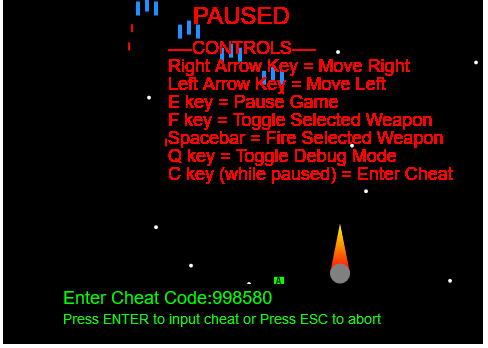 PAUSED
-----CONTROLS-----
Right Arrow Key = Move Right
Left Arrow Key = Move Left
E key = Pause Game
F key = Toggle Selected Weapon
Spacebar = Fire Selected Weapon
Q key = Toggle Debug Mode
C key (while paused) = Enter Cheat
A
Enter Cheat Code:998580
Press ENTER to input cheat or Press ESC to abort